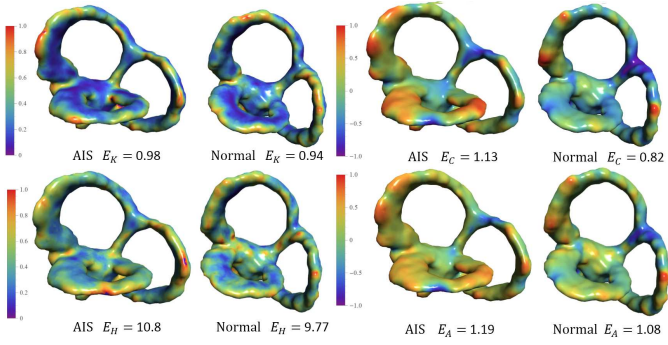 1.0
0.8
0.6
0.4
0.2
0
1.0
0.5
0
−0.5
−1.0
AIS E_K = 0.98
Normal E_K = 0.94
AIS E_C = 1.13
Normal E_C = 0.82
1.0
0.8
0.6
0.4
0.2
0
1.0
0.5
0
−0.5
−1.0
AIS E_H = 10.8
Normal E_H = 9.77
AIS E_A = 1.19
Normal E_A = 1.08